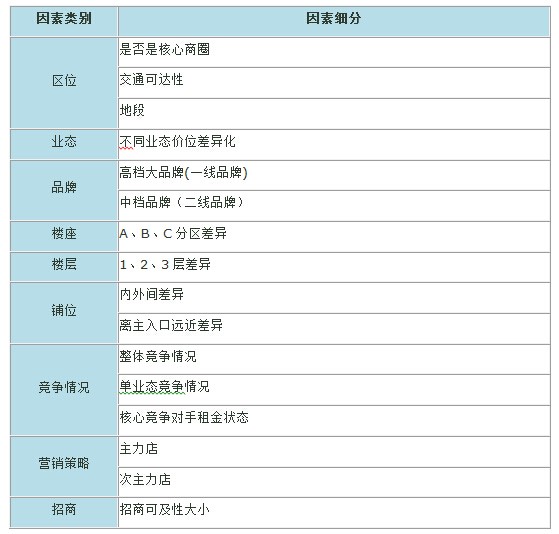 因素类别 因素细分
区位
是否是核心商圈
交通可达性
地段
业态 不同业态价位差异化
品牌
高档大品牌(一线品牌)
中档品牌（二线品牌）
楼座 A、B、C 分区差异
楼层 1、2、3 层差异
铺位
内外间差异
离主入口远近差异
竞争情况
整体竞争情况
单业态竞争情况
核心竞争对手租金状态
营销策略
主力店
次主力店
招商 招商可及性大小